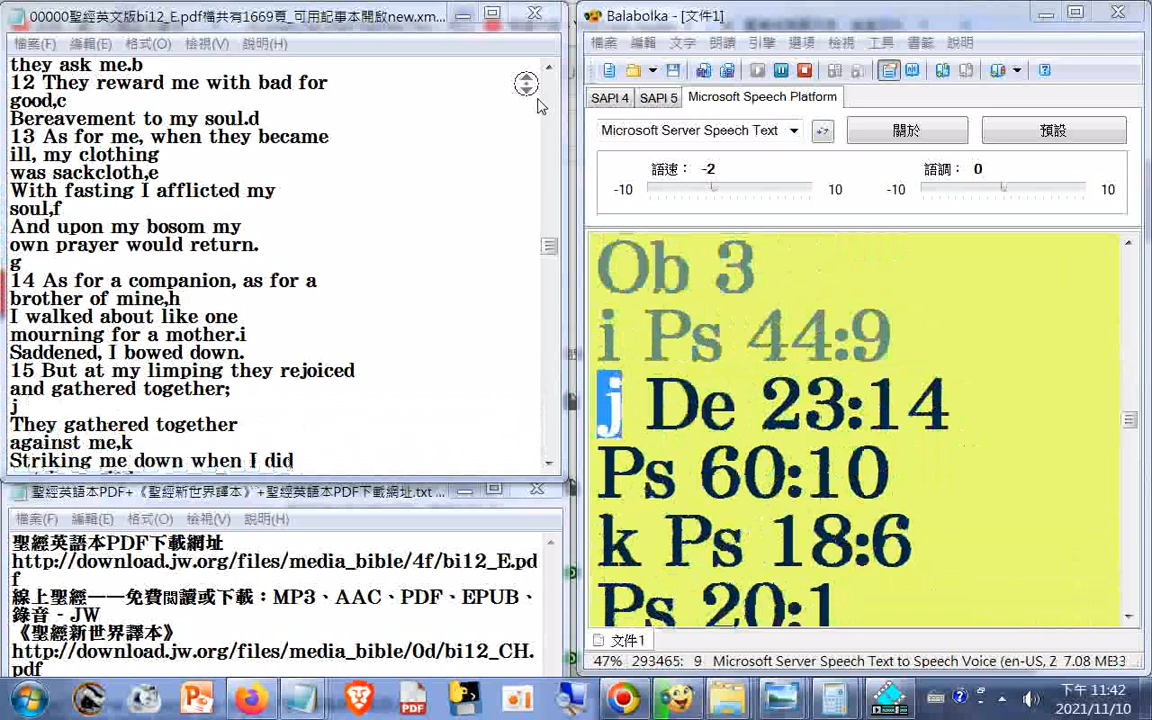 00000聖經英文版bi12_E.pdf檔共有1669頁_可用記事本開啟new.xm...
檔案(F) 編輯(E) 格式(O) 檢視(V) 說明(H)
they ask me.b
12 They reward me with bad for
good,c
Bereavement to my soul.d
13 As for me, when they became
ill, my clothing
was sackcloth,e
With fasting I afflicted my
soul,f
And upon my bosom my
own prayer would return.
g
14 As for a companion, as for a
brother of mine,h
I walked about like one
mourning for a mother.i
Saddened, I bowed down.
15 But at my limping they rejoiced
and gathered together;
j
They gathered together
against me,k
Striking me down when I did
聖經英語本PDF+《聖經新世界譯本》+聖經英語本PDF下載網址.txt ...
檔案(F) 編輯(E) 格式(O) 檢視(V) 說明(H)
聖經英語本PDF下載網址
http://download.jw.org/files/media_bible/4f/bi12_E.pd
f
線上聖經——免費閱讀或下載：MP3、AAC、PDF、EPUB、
錄音 - JW
《聖經新世界譯本》
http://download.jw.org/files/media_bible/0d/bi12_CH.
pdf
Balabolka - [文件1]
檔案 編輯 文字 朗讀 引擎 選項 檢視 工具 書籤 說明
SAPI 4 SAPI 5 Microsoft Speech Platform
Microsoft Server Speech Text 關於 預設
語速： -2 語調： 0
-10 10 -10 10
Ob 3
i Ps 44:9
j De 23:14
Ps 60:10
k Ps 18:6
Ps 20:1
文件1
47% 293465: 9 Microsoft Server Speech Text to Speech Voice (en-US, Z 7.08 MB
下午 11:42
2021/11/10